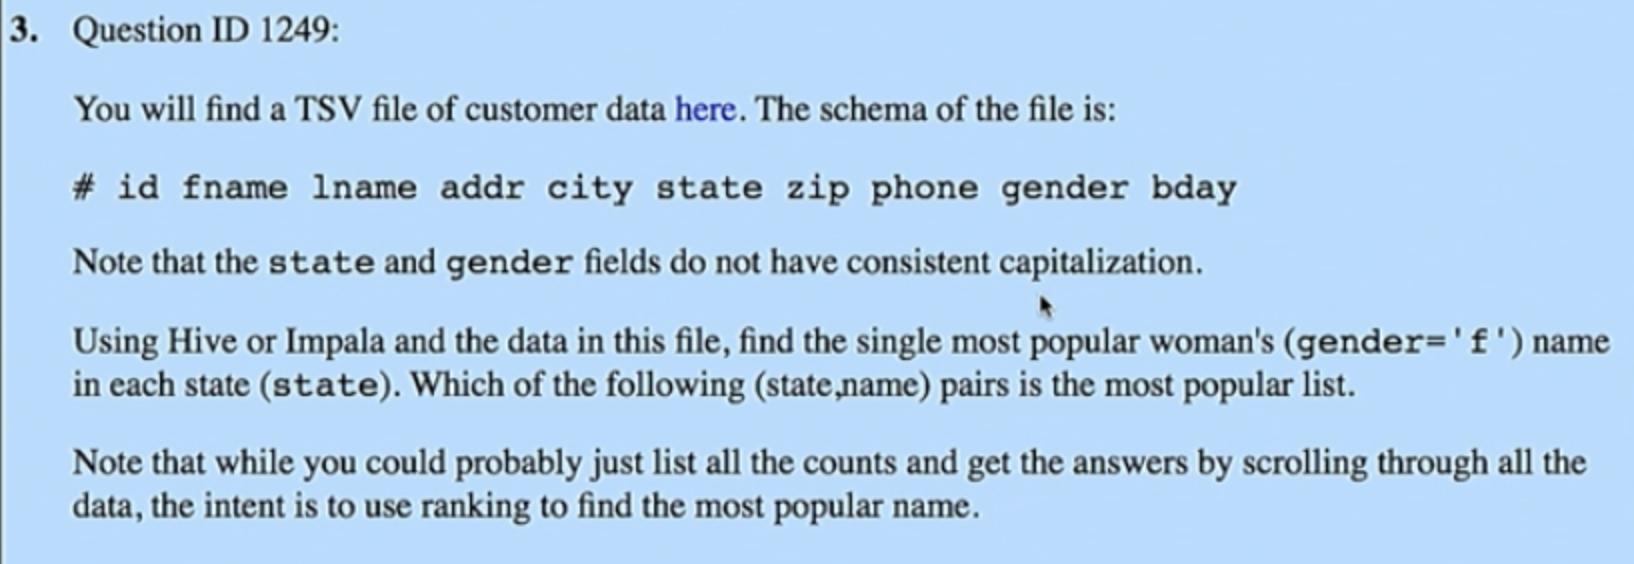 3. Question ID 1249:
You will find a TSV file of customer data here. The schema of the file is:
# id fname lname addr city state zip phone gender bday
Note that the state and gender fields do not have consistent capitalization.
Using Hive or Impala and the data in this file, find the single most popular woman's (gender='f') name
in each state (state). Which of the following (state,name) pairs is the most popular list.
Note that while you could probably just list all the counts and get the answers by scrolling through all the
data, the intent is to use ranking to find the most popular name.